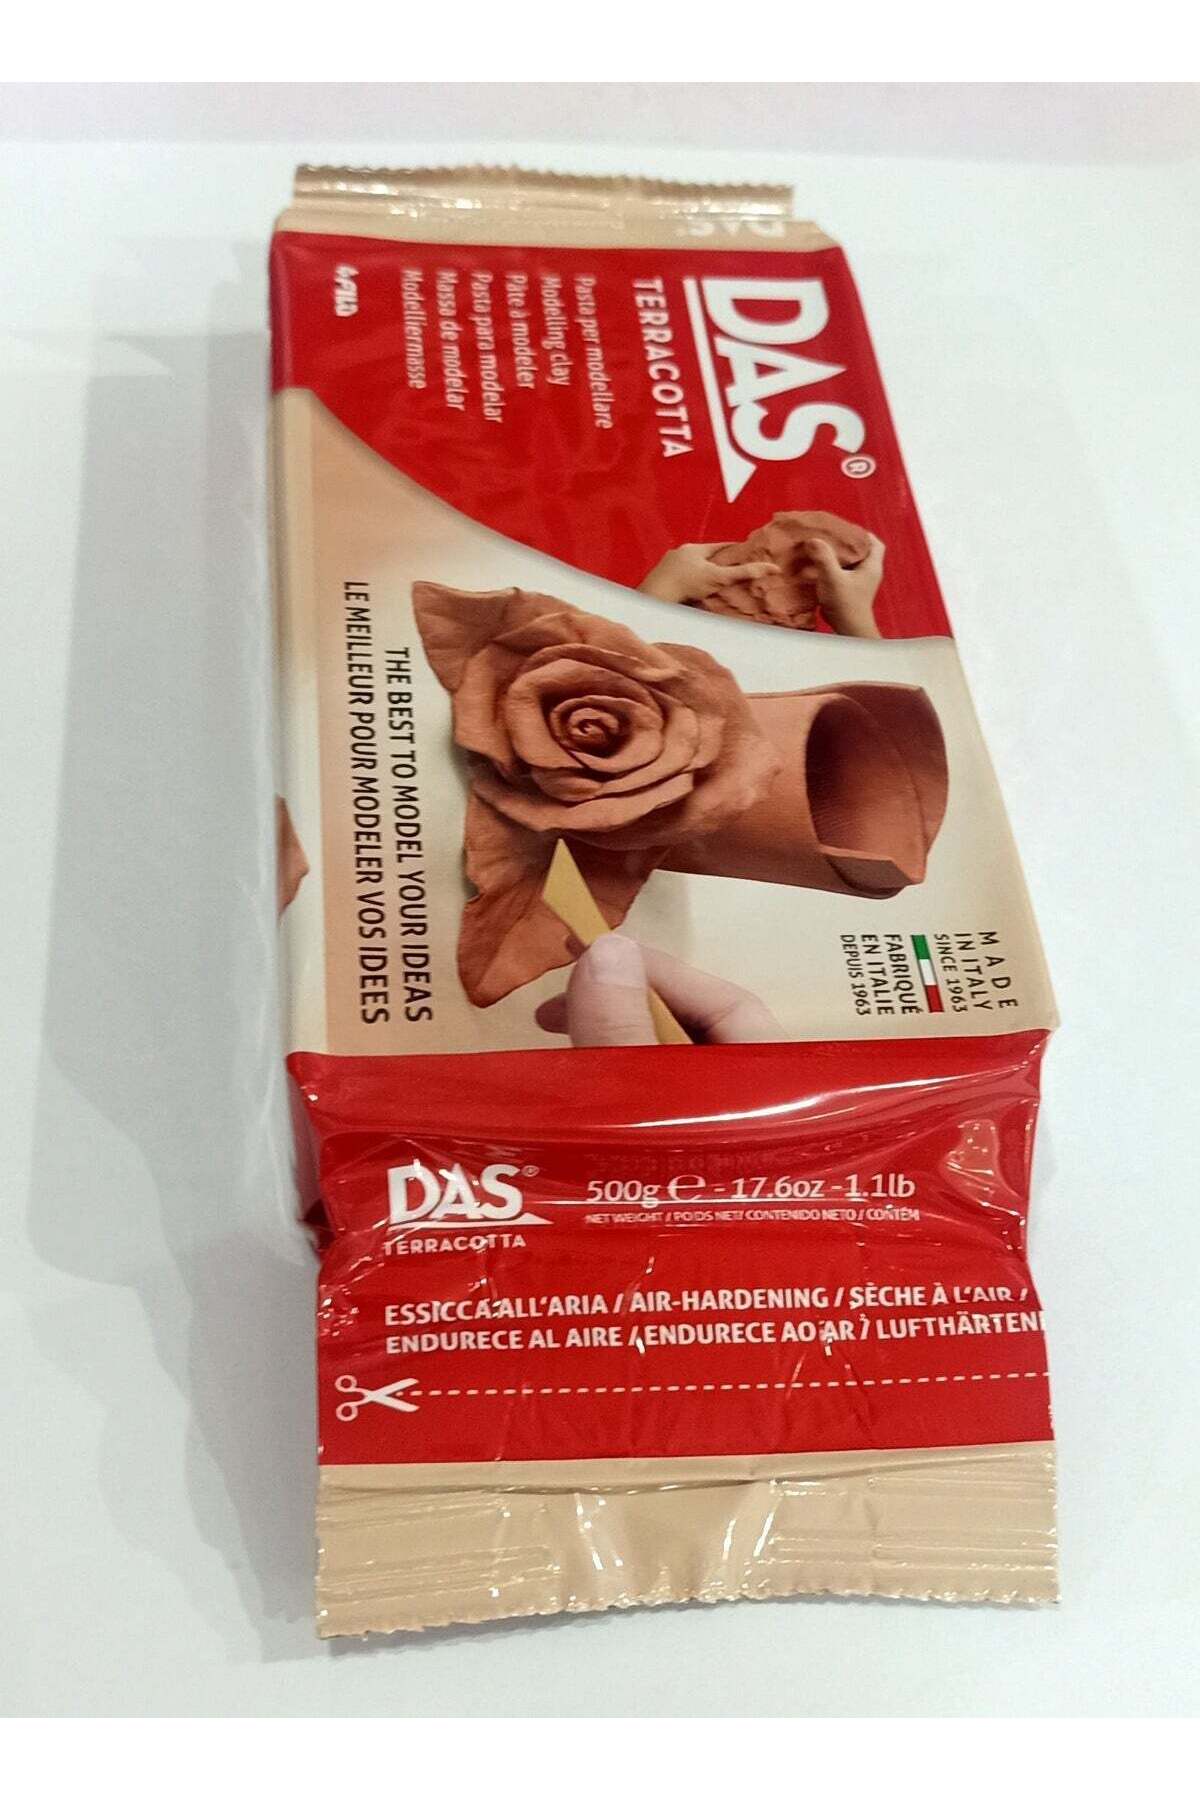 DAS
DAS®
TERRACOTTA
Pasta per modellare
Modelling clay
Pâte à modeler
Pasta para modelar
Massa de modelar
Modelliermasse
FILA
THE BEST TO MODEL YOUR IDEAS
LE MEILLEUR POUR MODELER VOS IDEES
MADE
IN ITALY
SINCE 1963
FABRIQUÉ
EN ITALIE
DEPUIS 1963
DAS®
TERRACOTTA
500g ℮ - 17.6oz - 1.1lb
NET WEIGHT / POIDS NET/ CONTENIDO NETO / CONTÉM
ESSICCA ALL'ARIA / AIR-HARDENING / SÈCHE À L'AIR /
ENDURECE AL AIRE / ENDURECE AO AR / LUFTHÄRTEN